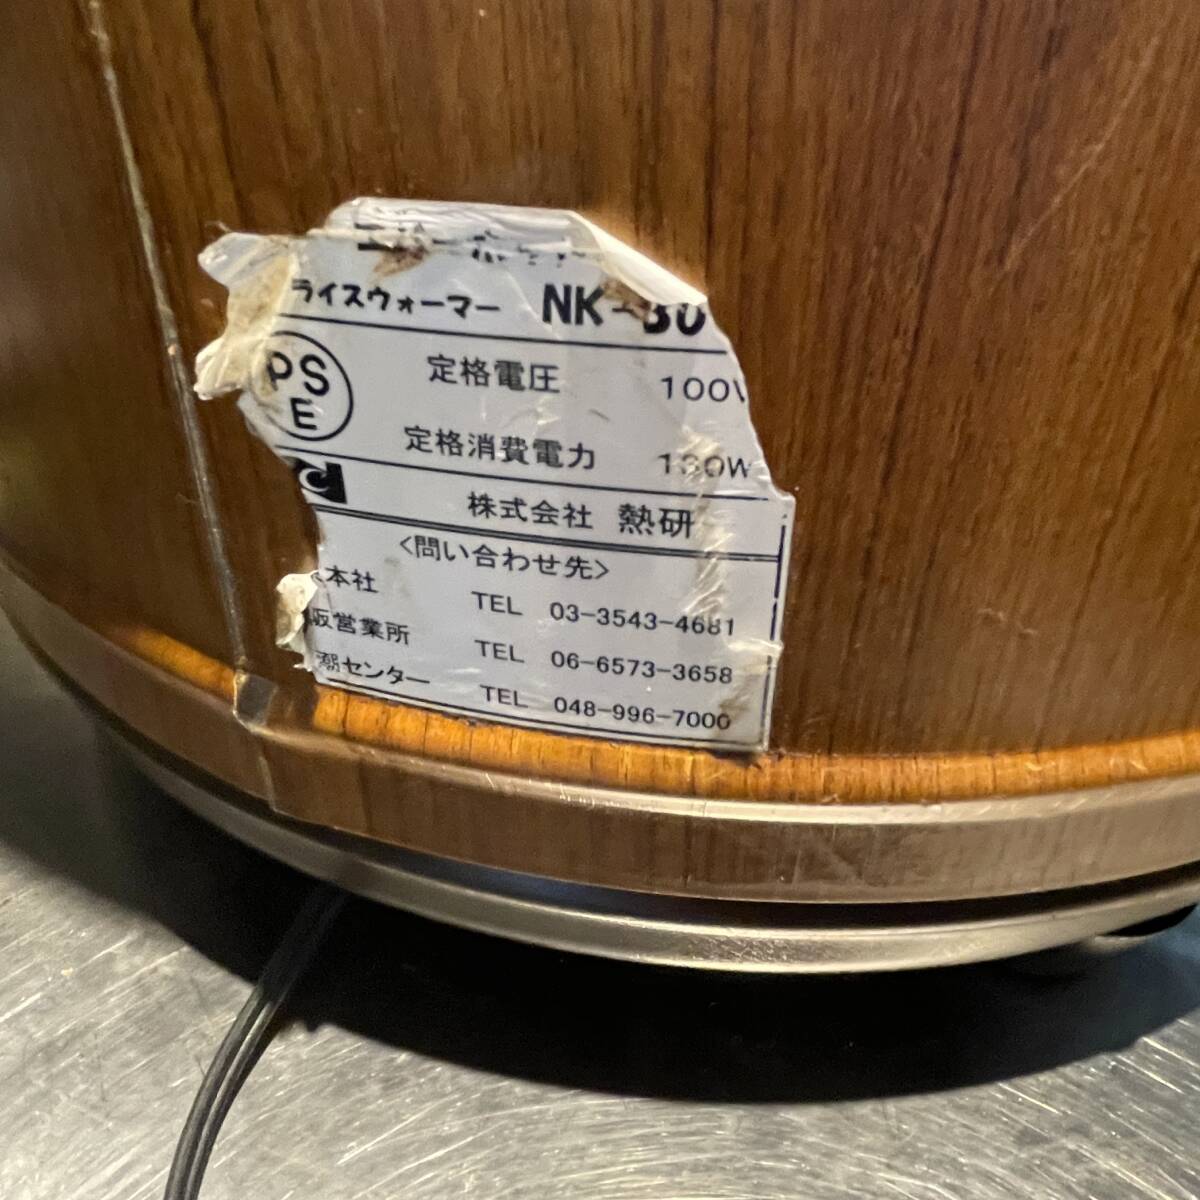 ライスウォーマー NK-30
PSE
定格電圧 100V
定格消費電力 130W
株式会社 熱研
<問い合わせ先>
本社 TEL 03-3543-4681
阪営業所 TEL 06-6573-3658
潮センター TEL 048-996-7000